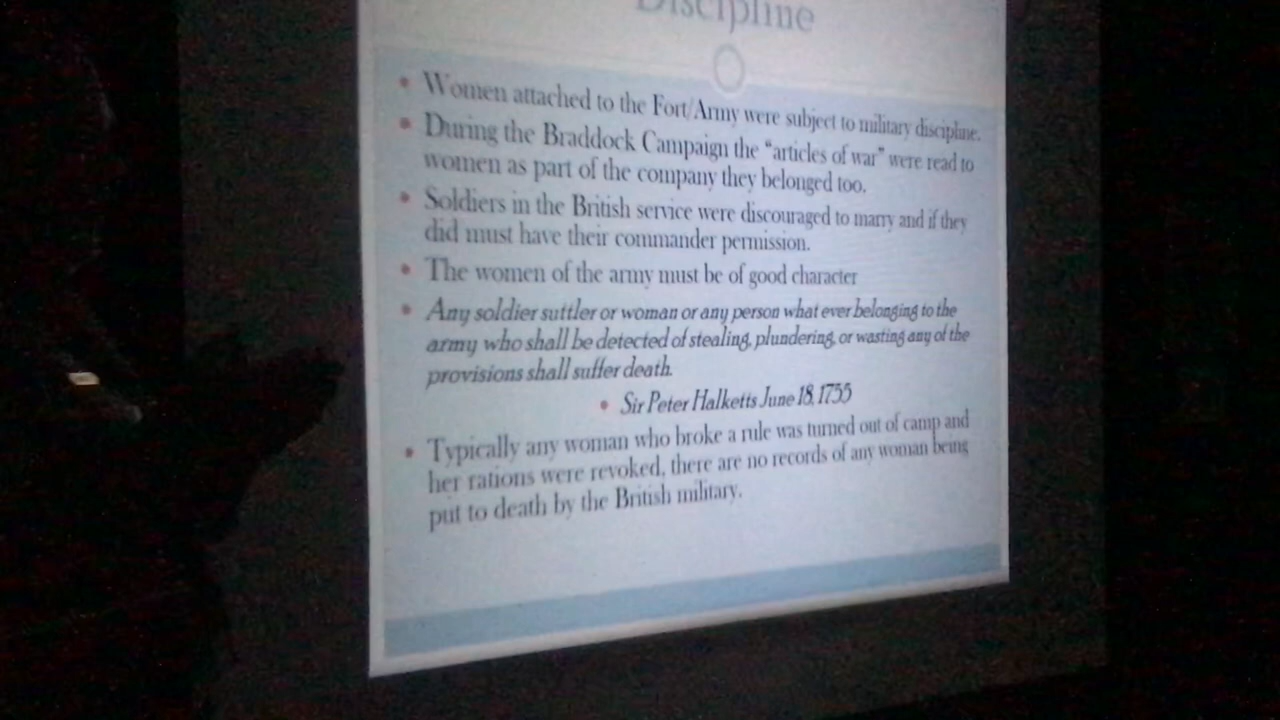 Discipline
• Women attached to the Fort/Army were subject to military discipline.
• During the Braddock Campaign the "articles of war" were read to
women as part of the company they belonged too.
• Soldiers in the British service were discouraged to marry and if they
did must have their commander permission.
• The women of the army must be of good character
• Any soldier suttler or woman or any person what ever belonging to the
army who shall be detected of stealing, plundering, or wasting any of the
provisions shall suffer death.
• Sir Peter Halketts June 18, 1755
• Typically any woman who broke a rule was turned out of camp and
her rations were revoked, there are no records of any woman being
put to death by the British military.